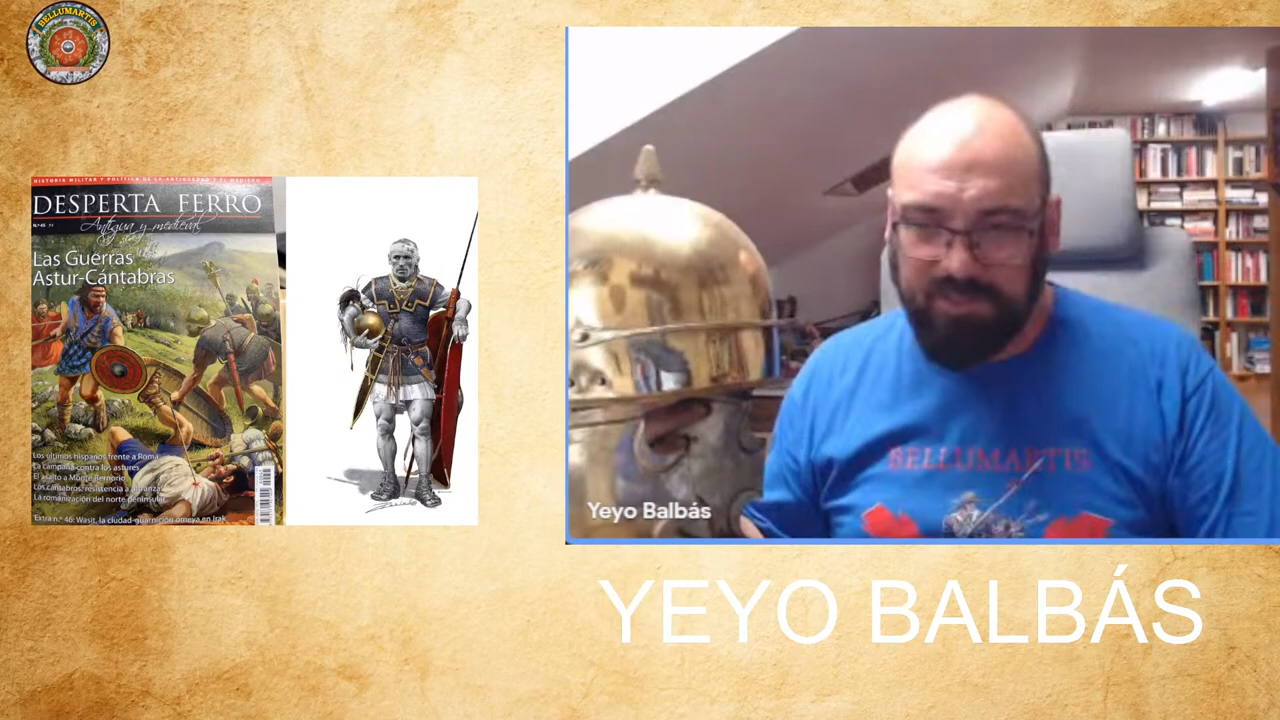 BELLUMARTIS
HISTORIA MILITAR Y POLÍTICA DE LA ANTIGÜEDAD Y EL MEDIEVO
DESPERTA FERRO
Antigua y medieval
Las Guerras
Astur-Cántabras
Los últimos hispanos frente a Roma
La campaña contra los astures
El asalto a Monte Bernorio
Los cántabros, resistencia a ultranza
La romanización del norte peninsular
Extra n.º 46: Wasit, la ciudad-guarnición omeya en Irak
BELLUMARTIS
Yeyo Balbás
YEYO BALBÁS